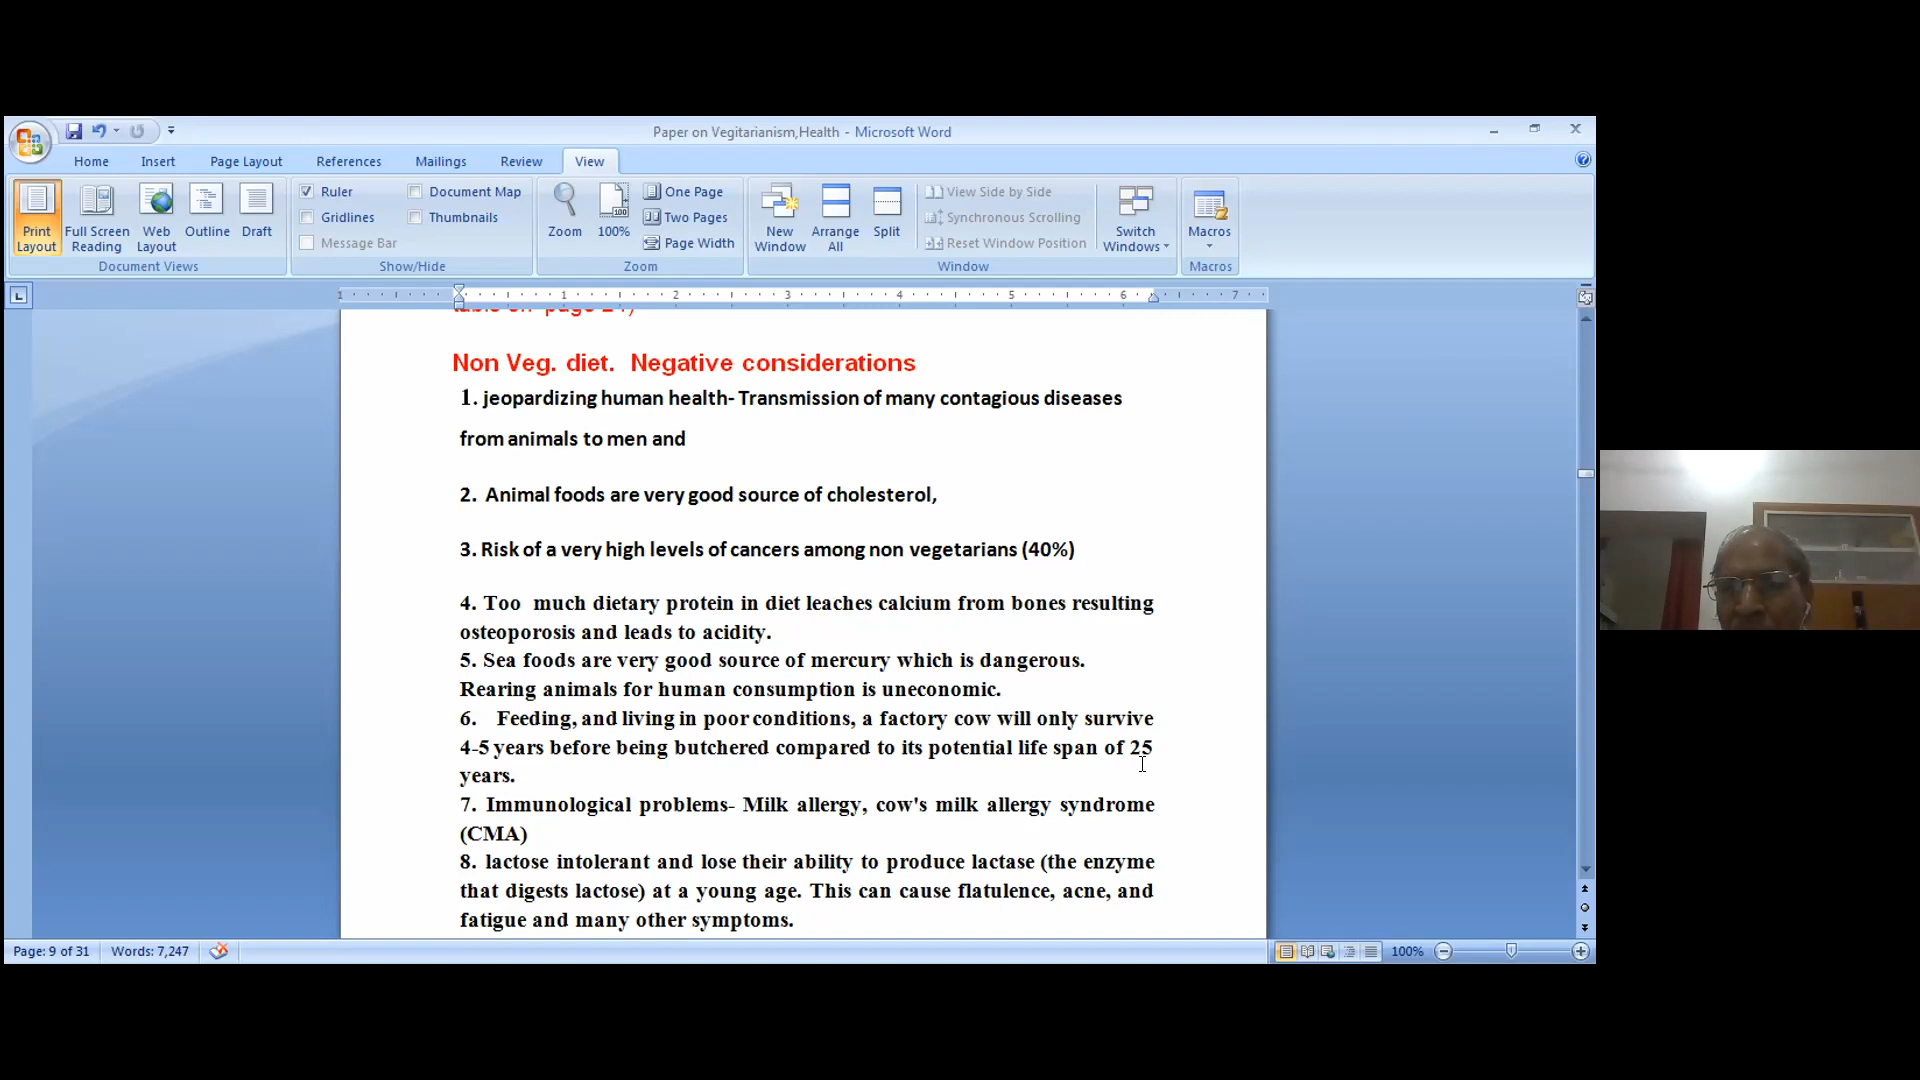 Paper on Vegitarianism,Health - Microsoft Word
Home Insert Page Layout References Mailings Review View
Print Layout
Full Screen Reading
Web Layout
Outline
Draft
Document Views
Ruler
Gridlines
Message Bar
Document Map
Thumbnails
Show/Hide
Zoom
100%
One Page
Two Pages
Page Width
Zoom
New Window
Arrange All
Split
View Side by Side
Synchronous Scrolling
Reset Window Position
Switch Windows
Window
Macros
Macros
1 1 2 3 4 5 6 7
Non Veg. diet. Negative considerations
1. jeopardizing human health- Transmission of many contagious diseases
from animals to men and
2. Animal foods are very good source of cholesterol,
3. Risk of a very high levels of cancers among non vegetarians (40%)
4. Too much dietary protein in diet leaches calcium from bones resulting
osteoporosis and leads to acidity.
5. Sea foods are very good source of mercury which is dangerous.
Rearing animals for human consumption is uneconomic.
6. Feeding, and living in poor conditions, a factory cow will only survive
4-5 years before being butchered compared to its potential life span of 25
years.
7. Immunological problems- Milk allergy, cow's milk allergy syndrome
(CMA)
8. lactose intolerant and lose their ability to produce lactase (the enzyme
that digests lactose) at a young age. This can cause flatulence, acne, and
fatigue and many other symptoms.
Page: 9 of 31 Words: 7,247 100%